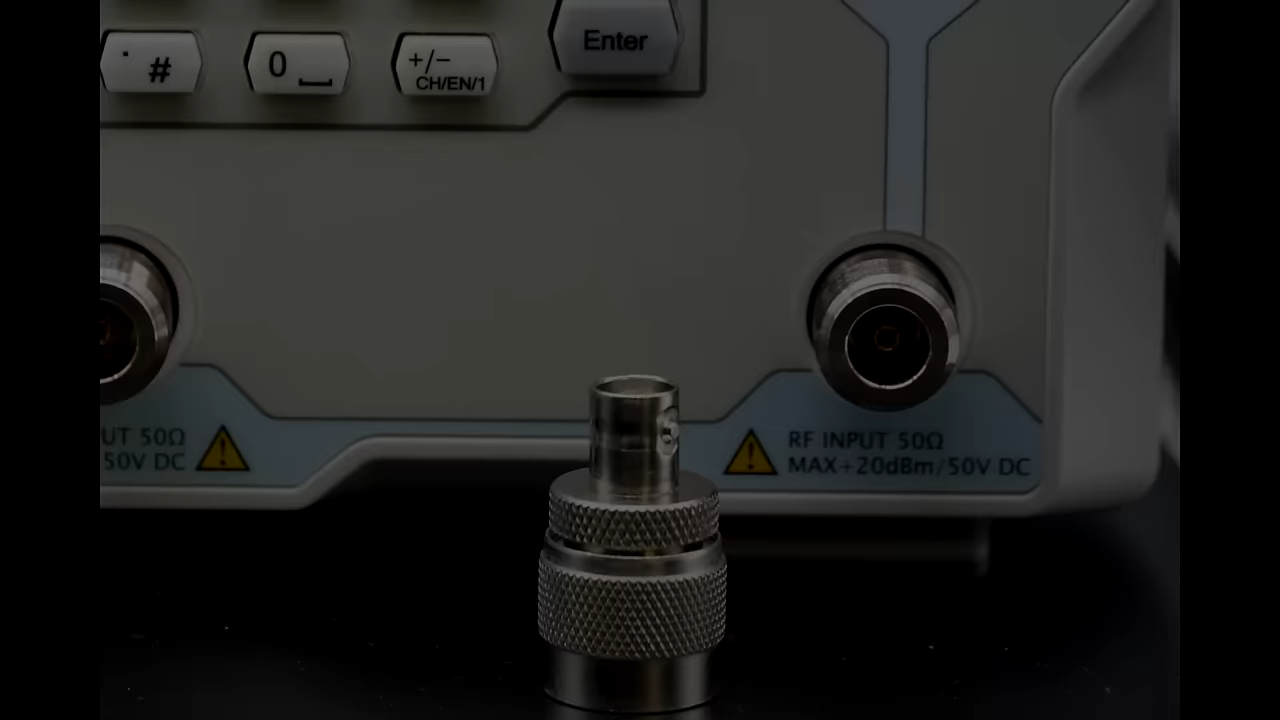 . #
0 ⎵
+/−
CH/EN/1
Enter
UT 50Ω
50V DC
RF INPUT 50Ω
MAX+20dBm/50V DC